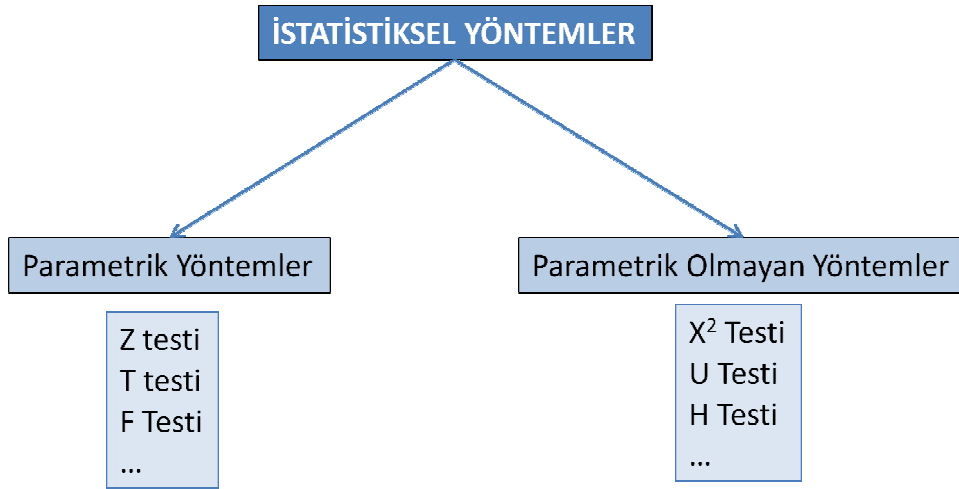 İSTATİSTİKSEL YÖNTEMLER
Parametrik Yöntemler
Z testi
T testi
F Testi
...
Parametrik Olmayan Yöntemler
X² Testi
U Testi
H Testi
...